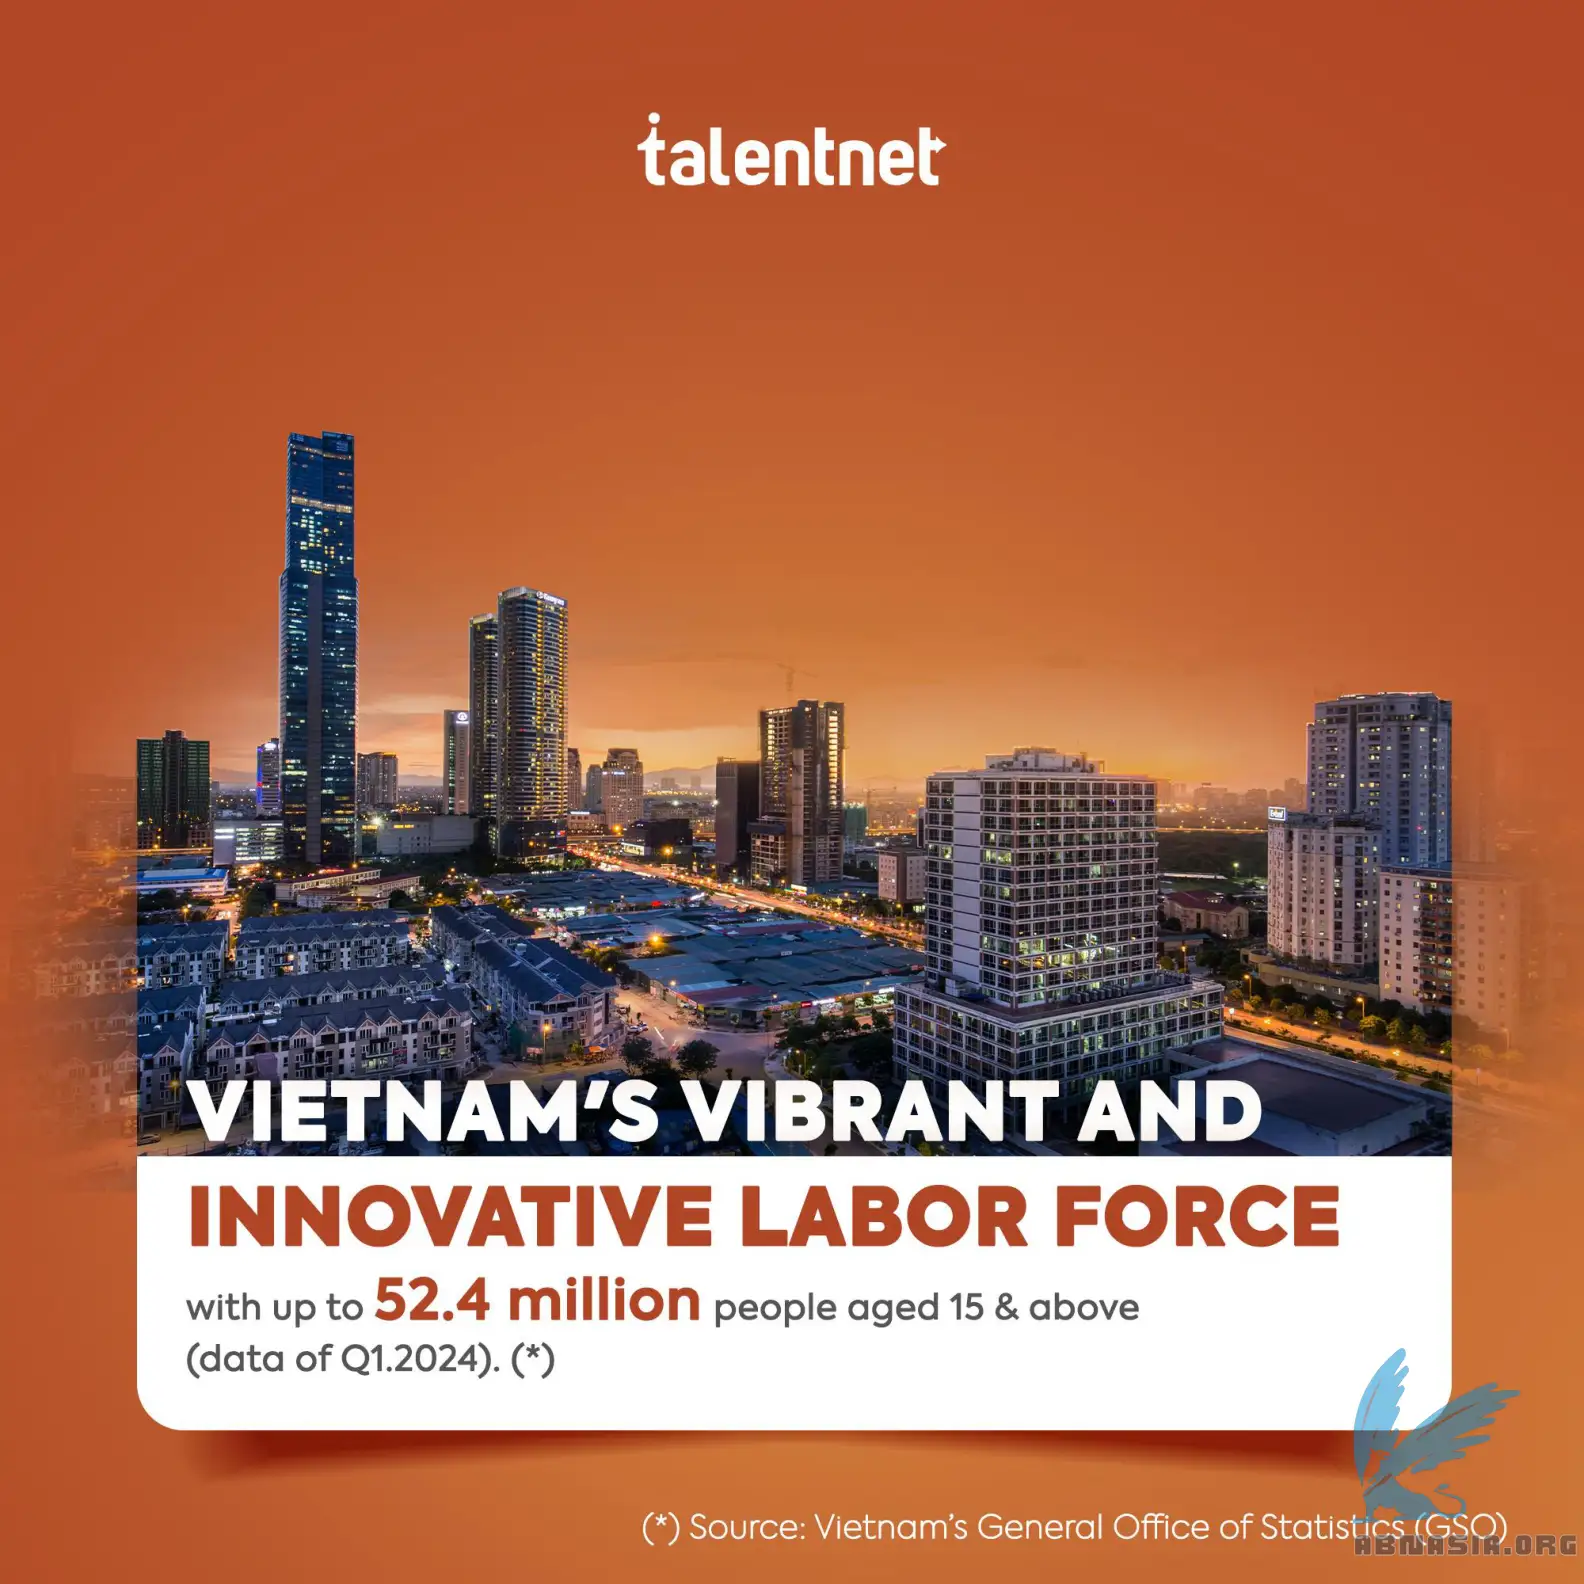 talentnet
VIETNAM'S VIBRANT AND
INNOVATIVE LABOR FORCE
with up to 52.4 million people aged 15 & above
(data of Q1.2024). (*)
(*) Source: Vietnam's General Office of Statistics (GSO)
ABNASIA.ORG